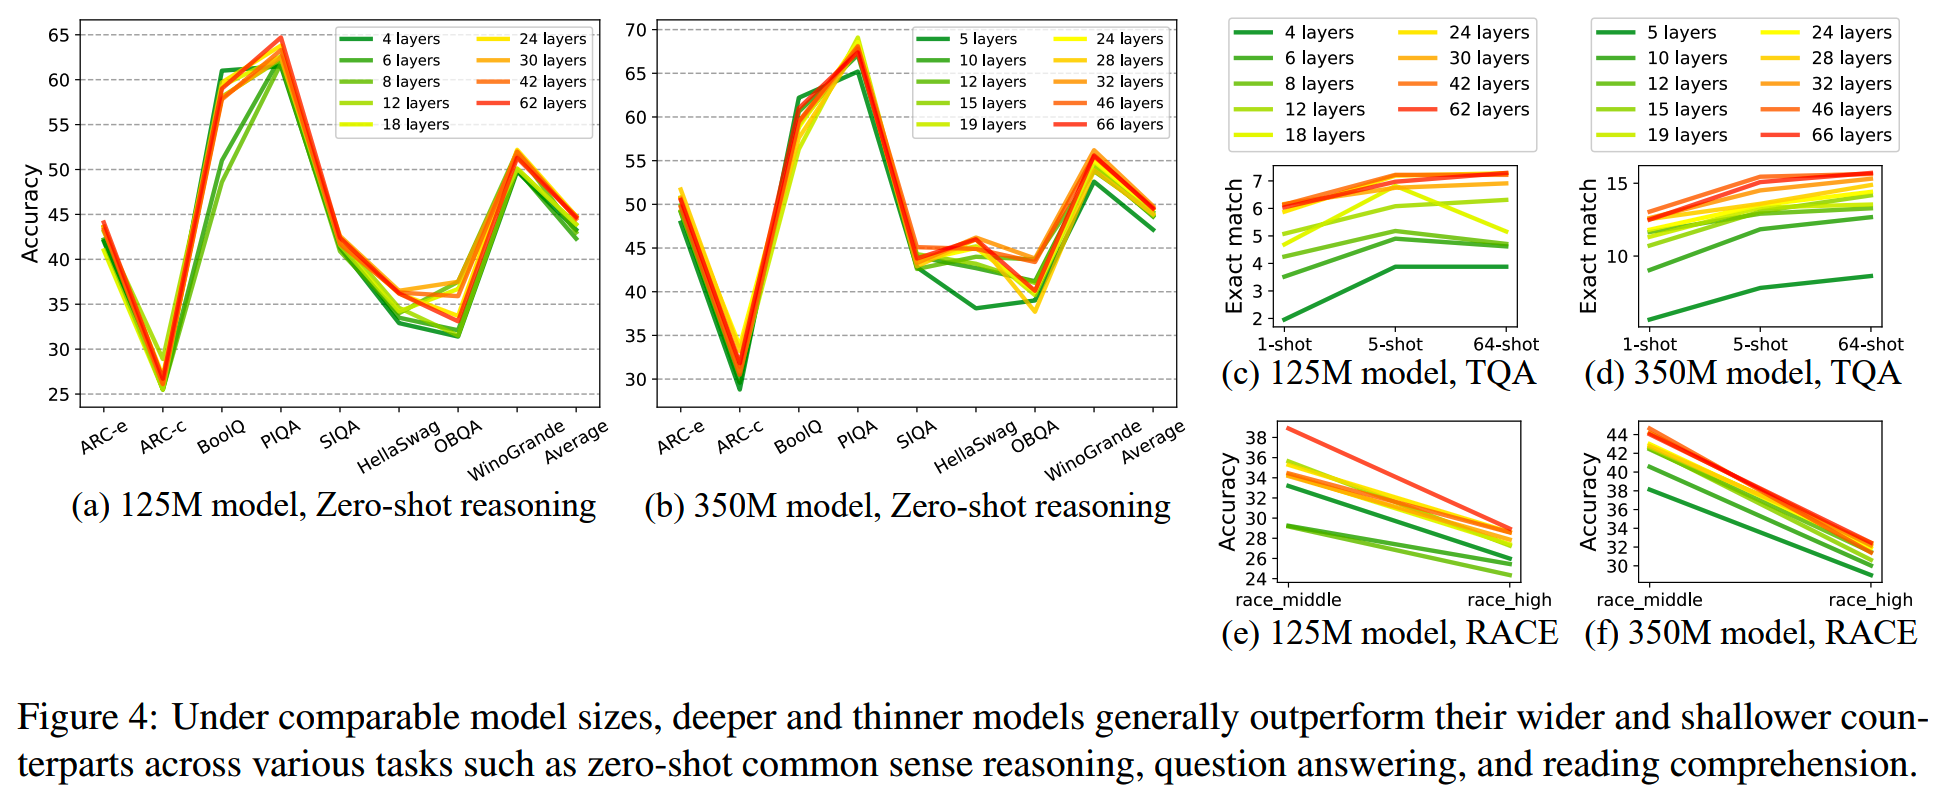 Accuracy
65
60
55
50
45
40
35
30
25
4 layers
6 layers
8 layers
12 layers
18 layers
24 layers
30 layers
42 layers
62 layers
ARC-e
ARC-c
BoolQ
PIQA
SIQA
HellaSwag
OBQA
WinoGrande
Average
(a) 125M model, Zero-shot reasoning
70
65
60
55
50
45
40
35
30
5 layers
10 layers
12 layers
15 layers
19 layers
24 layers
28 layers
32 layers
46 layers
66 layers
ARC-e
ARC-c
BoolQ
PIQA
SIQA
HellaSwag
OBQA
WinoGrande
Average
(b) 350M model, Zero-shot reasoning
4 layers
6 layers
8 layers
12 layers
18 layers
24 layers
30 layers
42 layers
62 layers
Exact match
7
6
5
4
3
2
1-shot
5-shot
64-shot
(c) 125M model, TQA
5 layers
10 layers
12 layers
15 layers
19 layers
24 layers
28 layers
32 layers
46 layers
66 layers
Exact match
15
10
1-shot
5-shot
64-shot
(d) 350M model, TQA
Accuracy
38
36
34
32
30
28
26
24
race_middle
race_high
(e) 125M model, RACE
Accuracy
44
42
40
38
36
34
32
30
race_middle
race_high
(f) 350M model, RACE
Figure 4: Under comparable model sizes, deeper and thinner models generally outperform their wider and shallower coun-
terparts across various tasks such as zero-shot common sense reasoning, question answering, and reading comprehension.